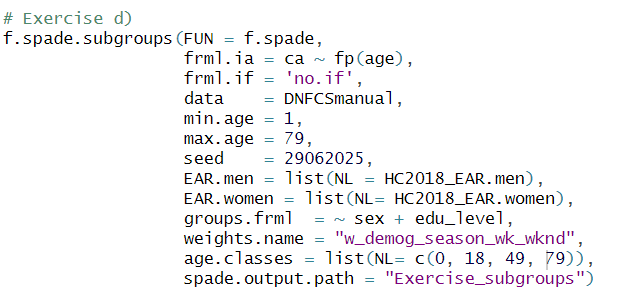 # Exercise d)
f.spade.subgroups(FUN = f.spade,
frml.ia = ca ~ fp(age),
frml.if = 'no.if',
data = DNFCSmanual,
min.age = 1,
max.age = 79,
seed = 29062025,
EAR.men = list(NL = HC2018_EAR.men),
EAR.women = list(NL= HC2018_EAR.women),
groups.frml = ~ sex + edu_level,
weights.name = "w_demog_season_wk_wknd",
age.classes = list(NL= c(0, 18, 49, 79)),
spade.output.path = "Exercise_subgroups")